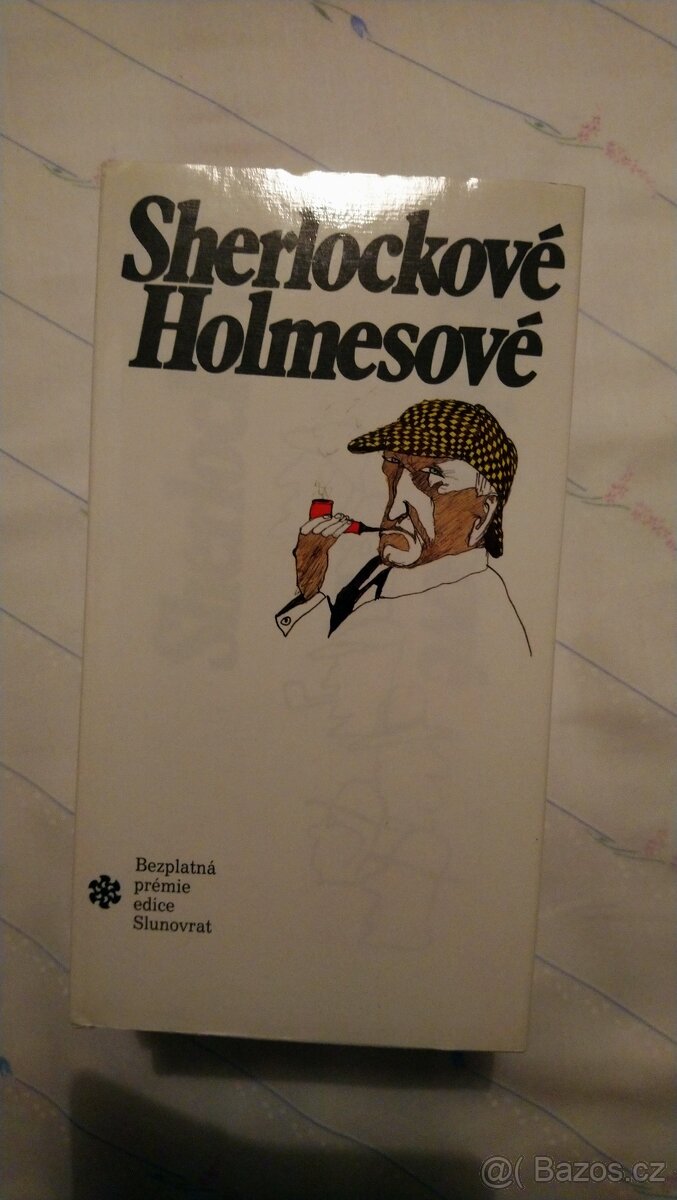 Sherlockové
Holmesové
Bezplatná
prémie
edice
Slunovrat
@( Bazos.cz